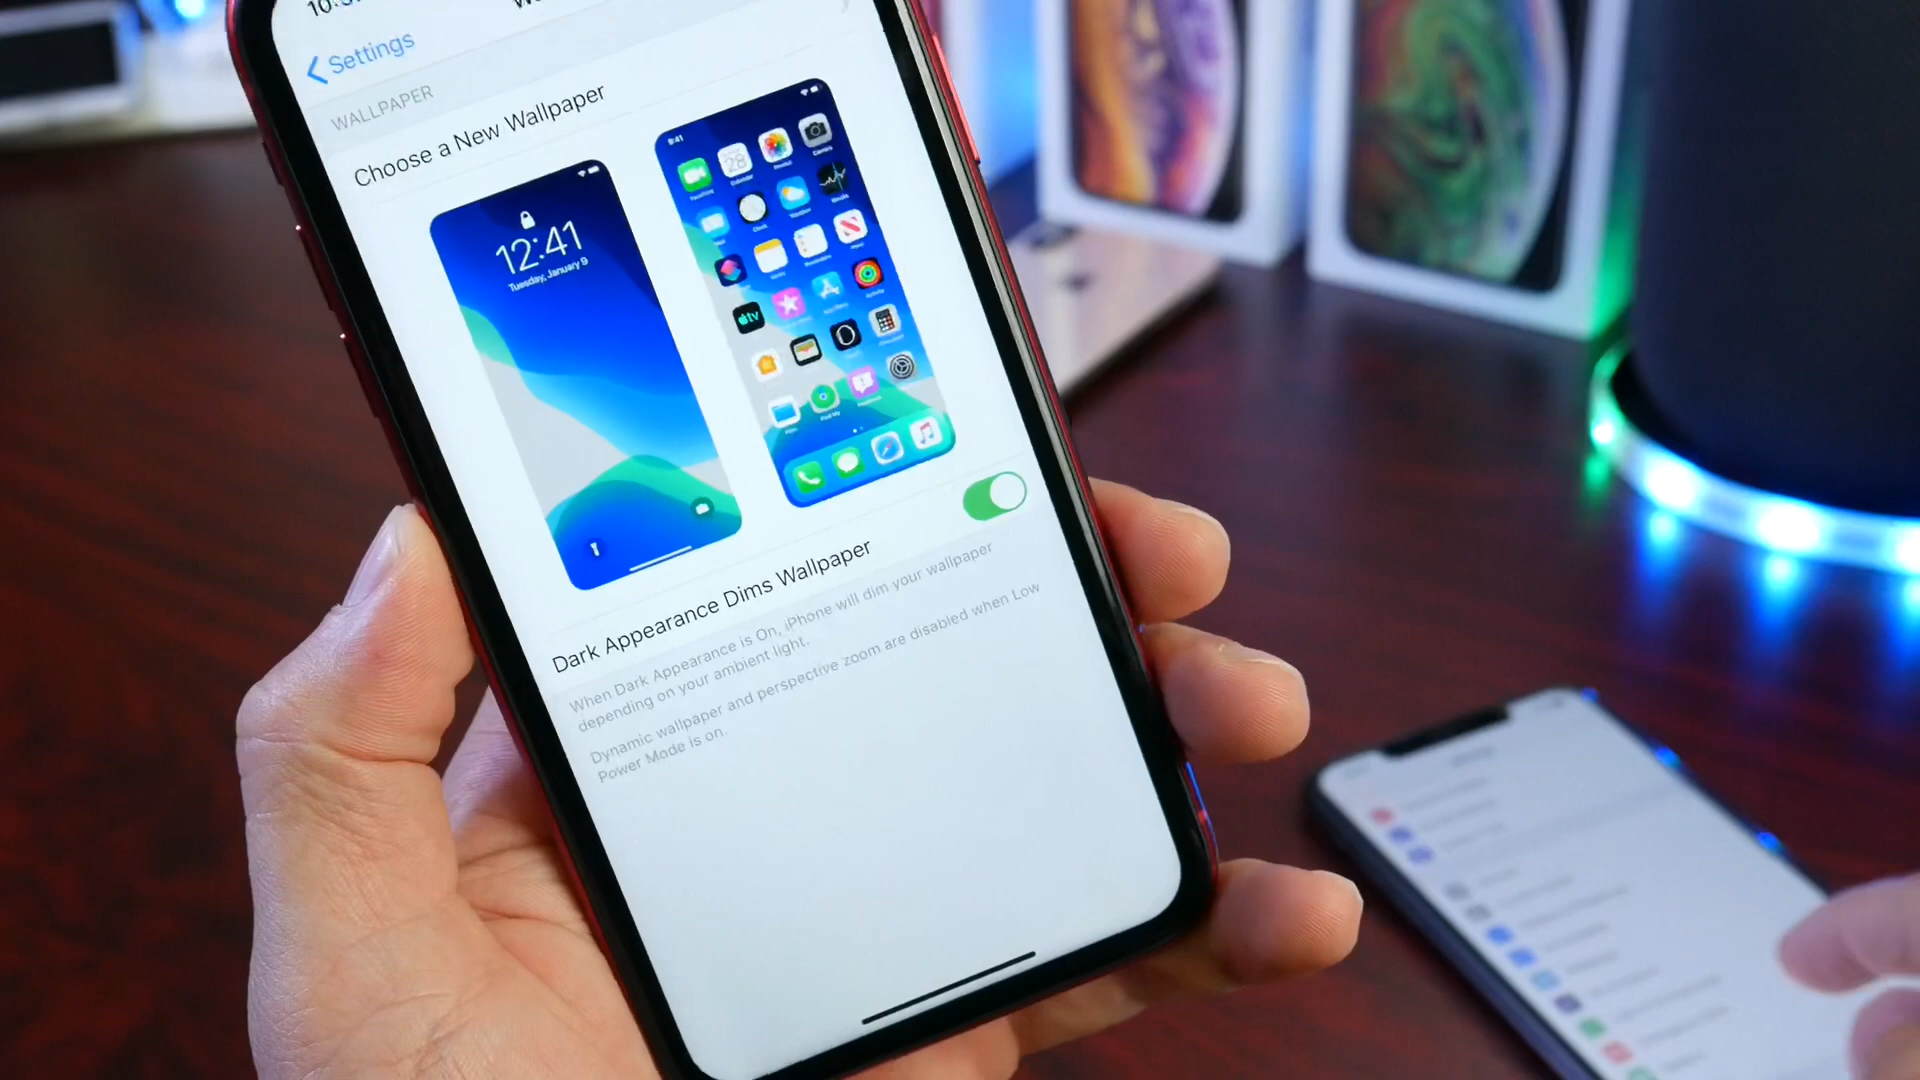 Settings
WALLPAPER
Choose a New Wallpaper
12:41
Tuesday, January 9
9:41
28
tv
Dark Appearance Dims Wallpaper
When Dark Appearance is On, iPhone will dim your wallpaper
depending on your ambient light.
Dynamic wallpaper and perspective zoom are disabled when Low
Power Mode is on.